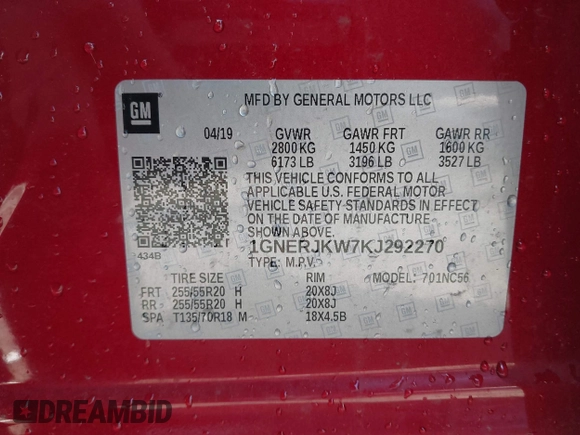 GM
MFD BY GENERAL MOTORS LLC
04/19 GVWR GAWR FRT GAWR RR
2800 KG 1450 KG 1600 KG
6173 LB 3196 LB 3527 LB
THIS VEHICLE CONFORMS TO ALL
APPLICABLE U.S. FEDERAL MOTOR
VEHICLE SAFETY STANDARDS IN EFFECT
ON THE DATE OF MANUFACTURE
SHOWN ABOVE.
434B
1GNERJKW7KJ292270
TYPE: M.P.V.
TIRE SIZE RIM MODEL: 701NC56
FRT 255/55R20 H 20X8J
RR 255/55R20 H 20X8J
SPA T135/70R18 M 18X4.5B
DREAMBID